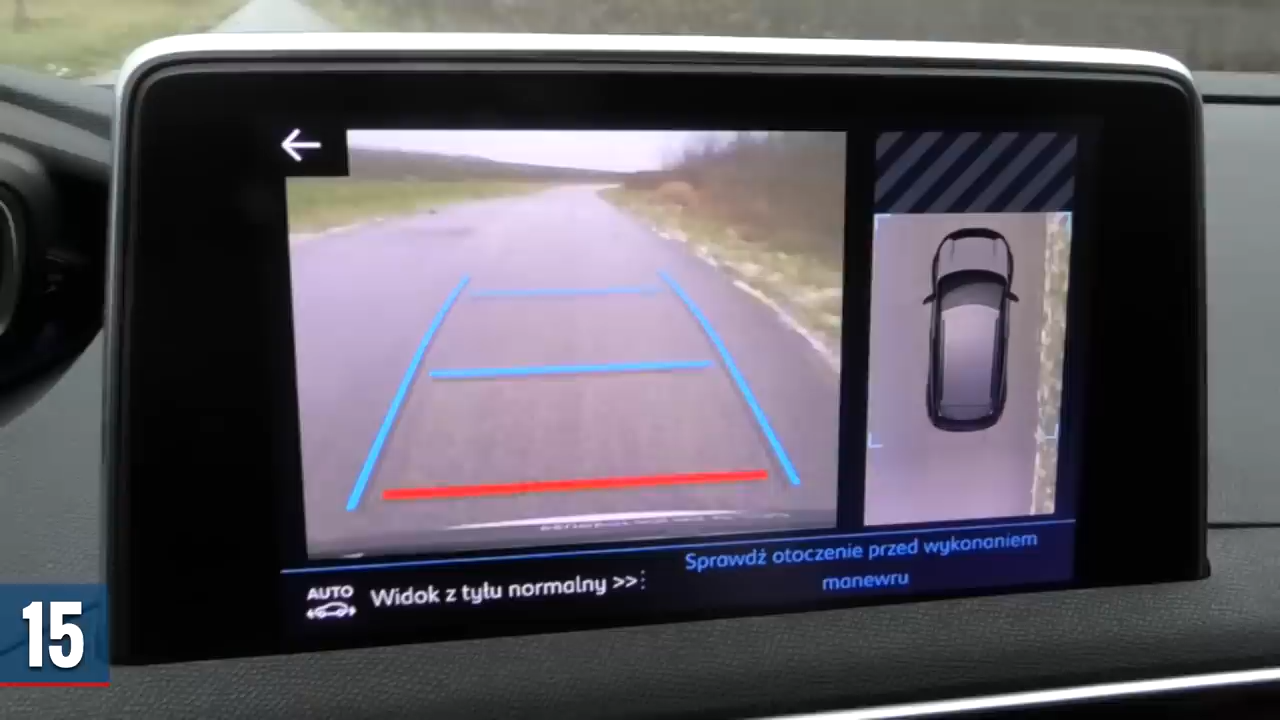 AUTO
Widok z tyłu normalny >>
Sprawdź otoczenie przed wykonaniem
manewru
15